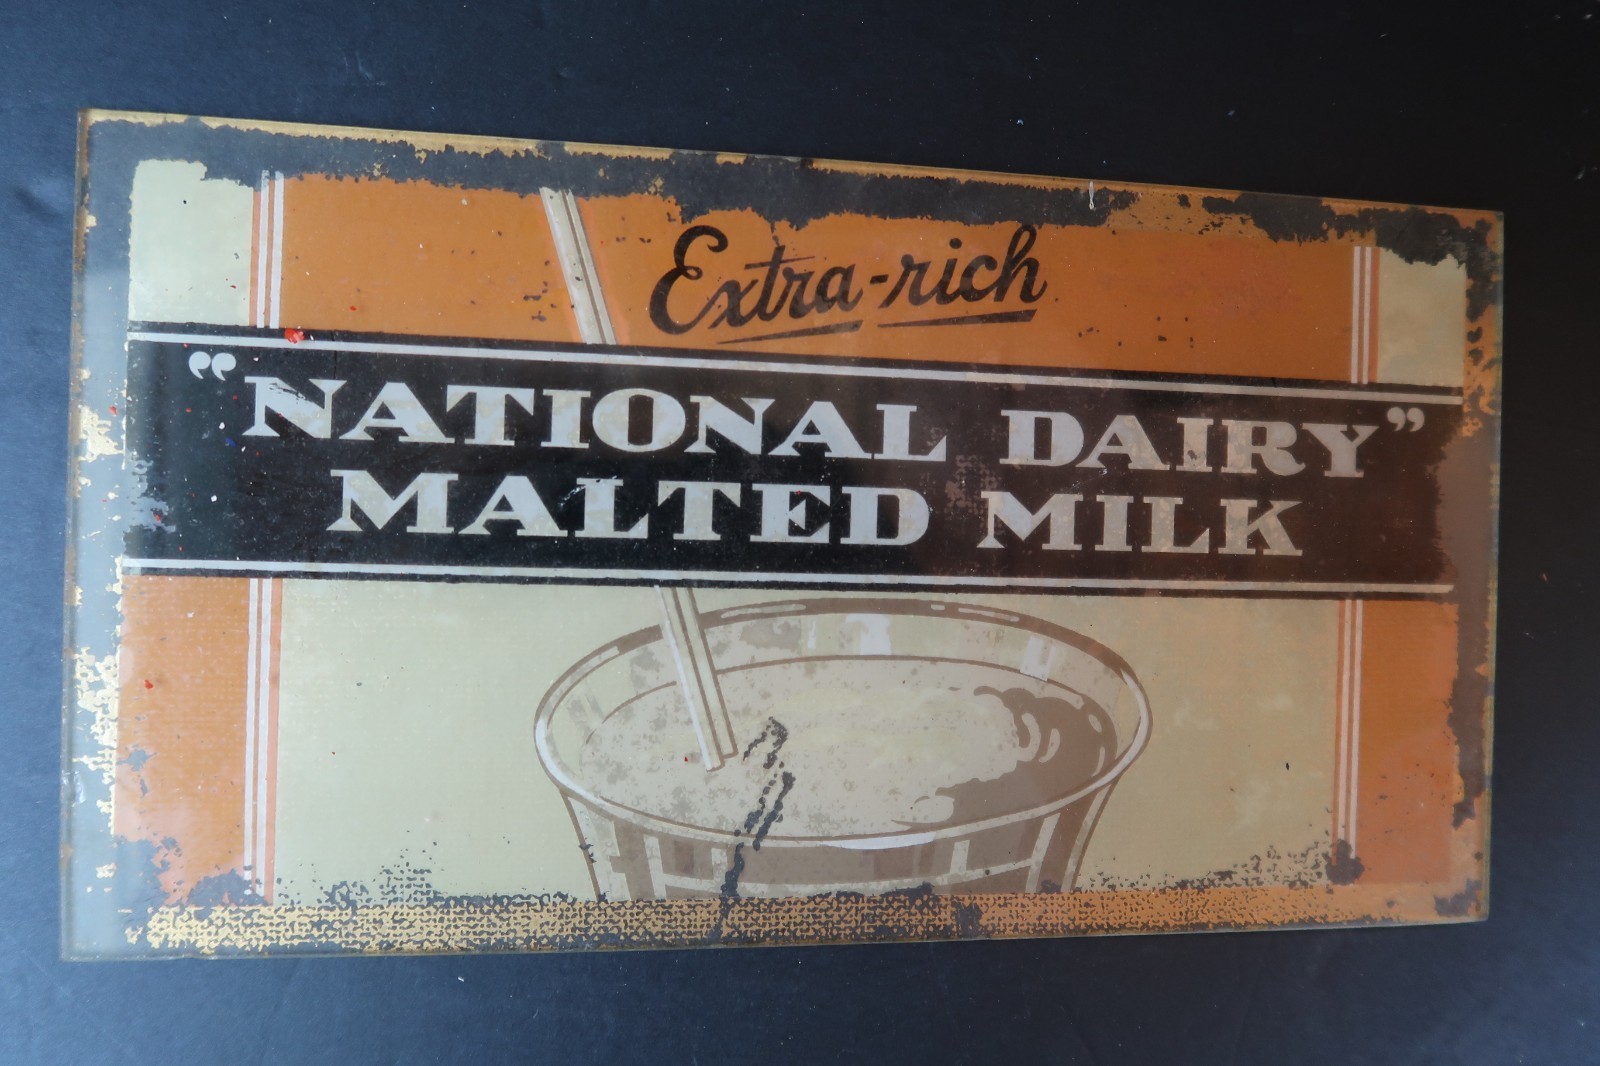 Extra-rich
“NATIONAL DAIRY”
MALTED MILK